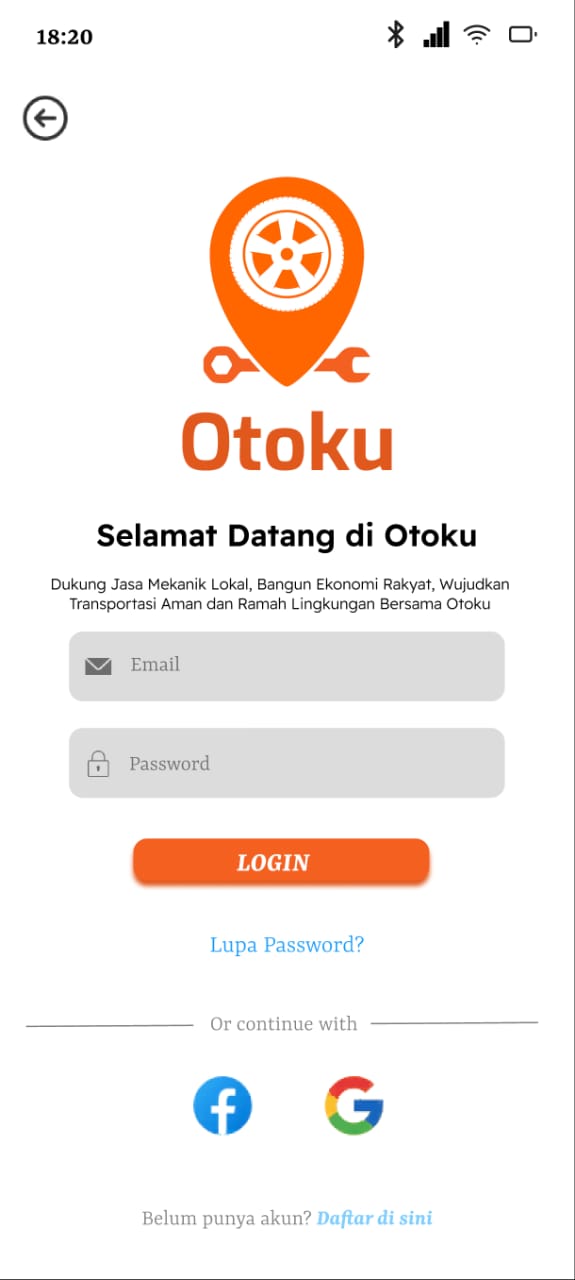 18:20
Otoku
Selamat Datang di Otoku
Dukung Jasa Mekanik Lokal, Bangun Ekonomi Rakyat, Wujudkan
Transportasi Aman dan Ramah Lingkungan Bersama Otoku
Email
Password
LOGIN
Lupa Password?
Or continue with
Belum punya akun? Daftar di sini